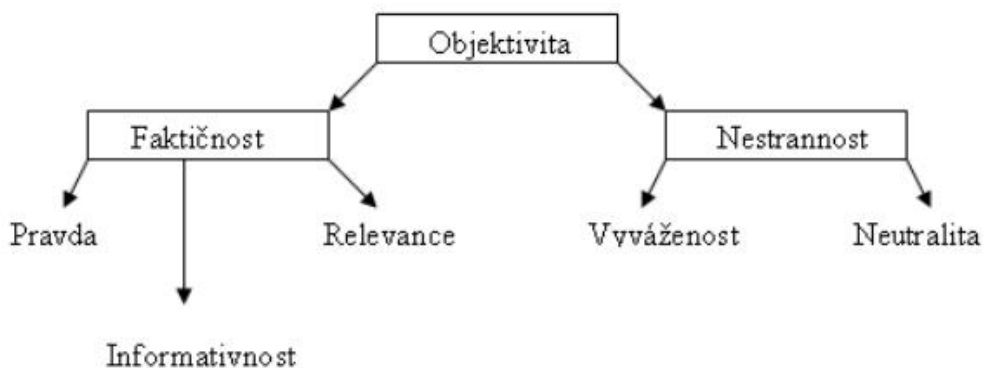 Objektivita
Faktičnost
Nestrannost
Pravda
Relevance
Vyváženost
Neutralita
Informativnost